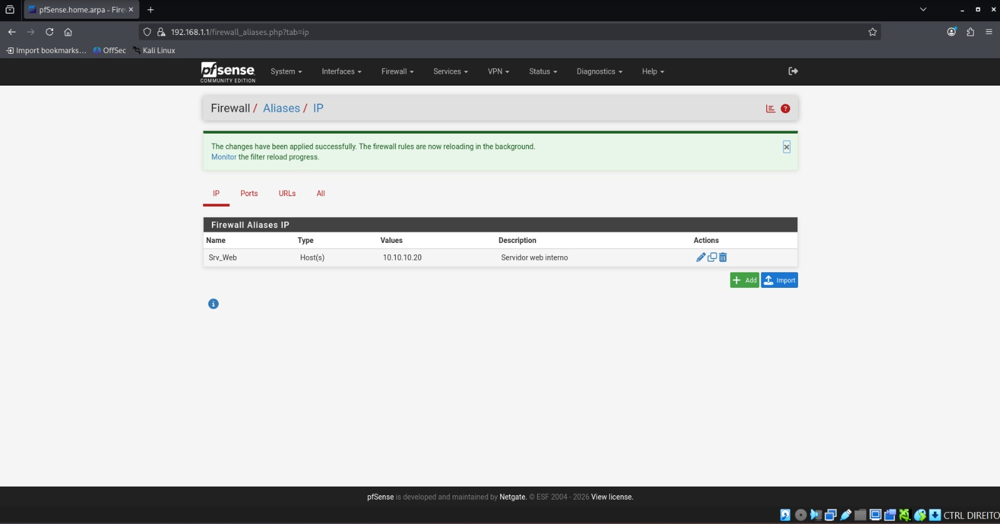 pfSense.home.arpa - Fire
192.168.1.1/firewall_aliases.php?tab=ip
Import bookmarks... OffSec Kali Linux
pfsense
COMMUNITY EDITION
System Interfaces Firewall Services VPN Status Diagnostics Help
Firewall / Aliases / IP
The changes have been applied successfully. The firewall rules are now reloading in the background.
Monitor the filter reload progress.
IP Ports URLs All
Firewall Aliases IP
Name Type Values Description Actions
Srv_Web Host(s) 10.10.10.20 Servidor web interno
Add Import
pfSense is developed and maintained by Netgate. © ESF 2004 - 2026 View license.
CTRL DIREITO